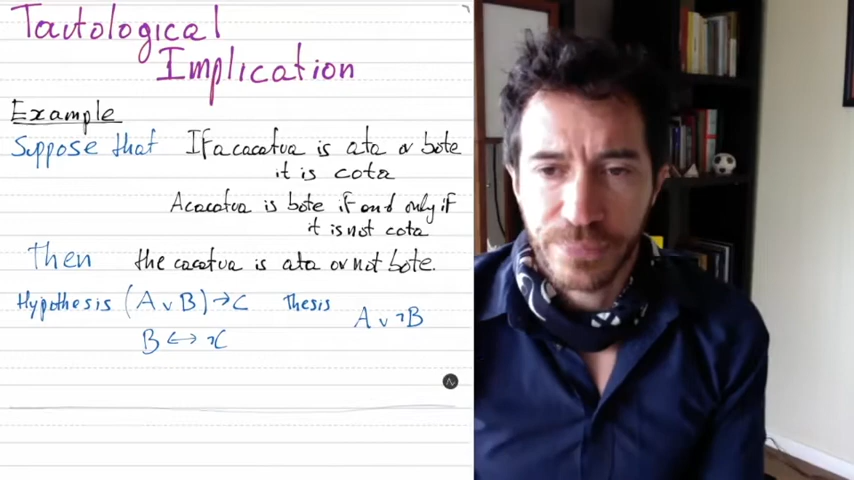 Tautological
Implication
Example
Suppose that If a cacatua is ata or bote
it is cota
A cacatua is bote if and only if
it is not cota
Then the cacatua is ata or not bote.
Hypothesis (A ∨ B) → C Thesis
A ∨ ¬B
B ↔ ¬C